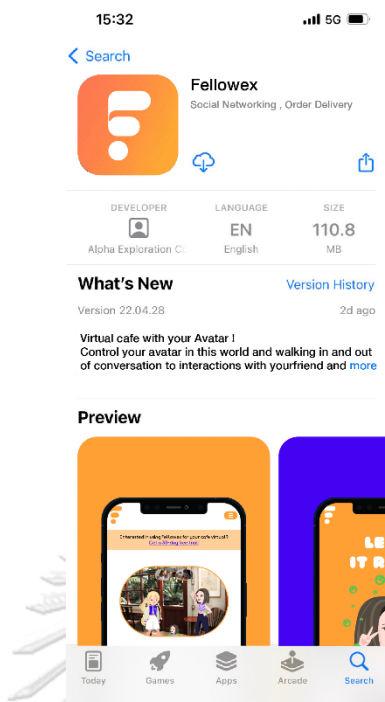 15:32
5G
Search
Fellowex
Social Networking , Order Delivery
DEVELOPER
LANGUAGE
SIZE
EN
110.8
Alpha Exploration C
English
MB
What's New
Version History
Version 22.04.28
2d ago
Virtual cafe with your Avatar !
Control your avatar in this world and walking in and out
of conversation to interactions with yourfriend and more
Preview
LE
IT R
Today
Games
Apps
Arcade
Search